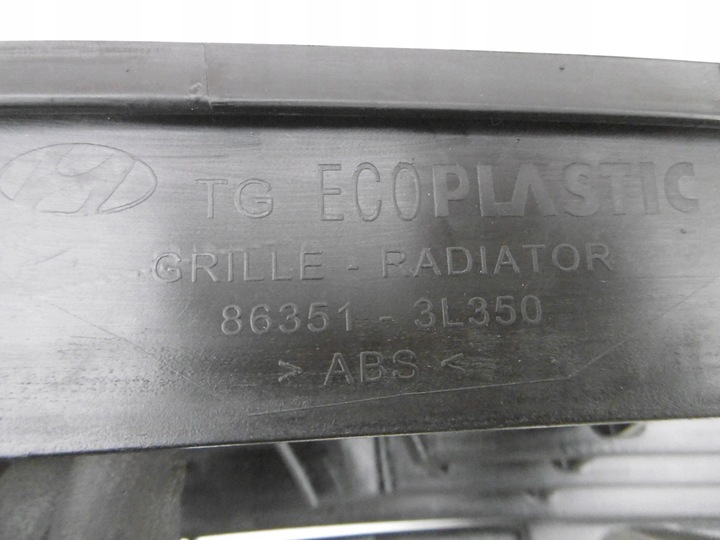 TG ECOPLASTIC
GRILLE - RADIATOR
86351 - 3L350
> ABS <